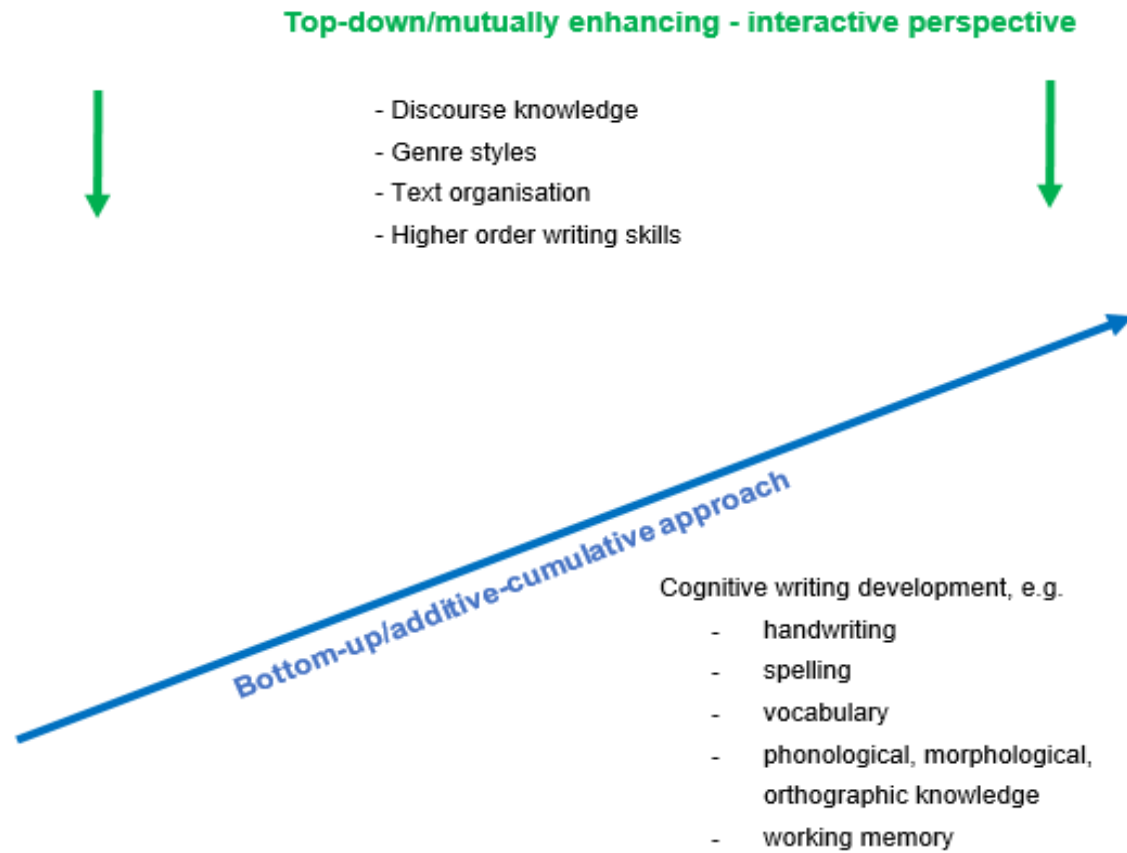 Top-down/mutually enhancing - interactive perspective
- Discourse knowledge
- Genre styles
- Text organisation
- Higher order writing skills
Bottom-up/additive-cumulative approach
Cognitive writing development, e.g.
- handwriting
- spelling
- vocabulary
- phonological, morphological,
orthographic knowledge
- working memory